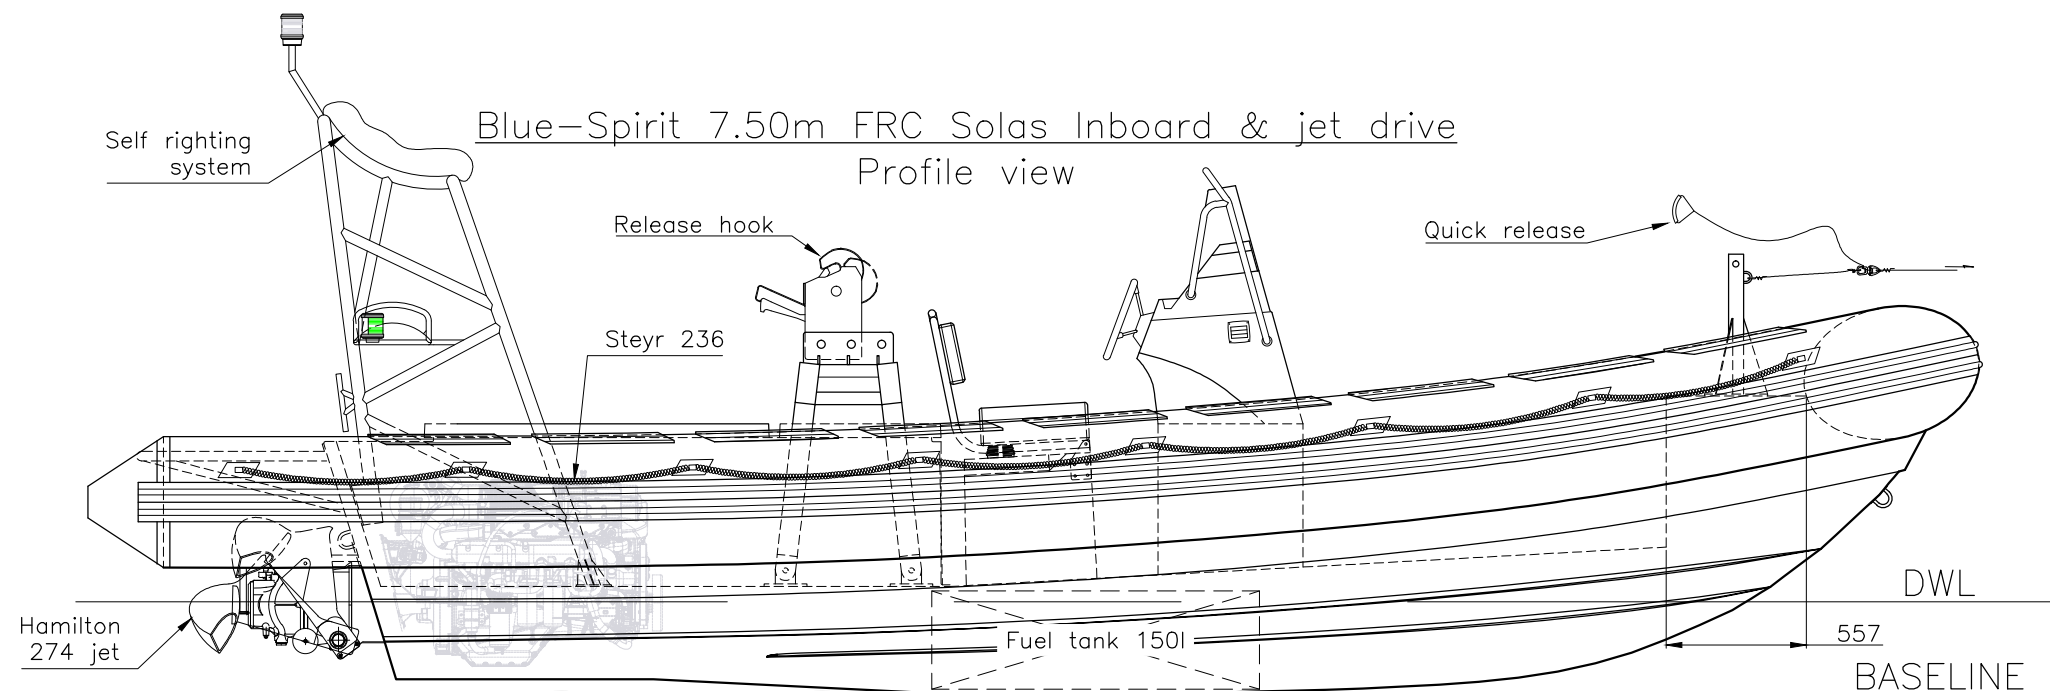 Blue-Spirit 7.50m FRC Solas Inboard & jet drive
Profile view
Self righting
system
Release hook
Quick release
Steyr 236
DWL
Hamilton
274 jet
Fuel tank 150l
557
BASELINE